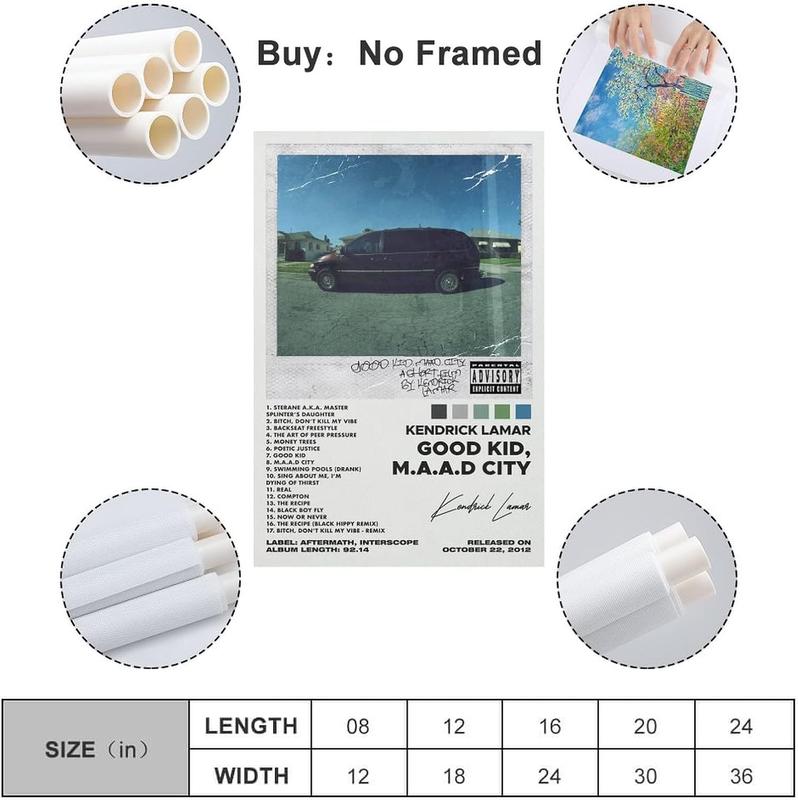 Buy: No Framed
GOOD KID, MAAD CITY
A SHORT FILM
BY KENDRICK
LAMAR
PARENTAL
ADVISORY
EXPLICIT CONTENT
1. STERANE A.K.A. MASTER
SPLINTER'S DAUGHTER
2. BITCH, DON'T KILL MY VIBE
3. BACKSEAT FREESTYLE
4. THE ART OF PEER PRESSURE
5. MONEY TREES
6. POETIC JUSTICE
7. GOOD KID
8. M.A.A.D CITY
9. SWIMMING POOLS (DRANK)
10. SING ABOUT ME, I'M
DYING OF THIRST
11. REAL
12. COMPTON
13. THE RECIPE
14. BLACK BOY FLY
15. NOW OR NEVER
16. THE RECIPE (BLACK HIPPY REMIX)
17. BITCH, DON'T KILL MY VIBE - REMIX
KENDRICK LAMAR
GOOD KID,
M.A.A.D CITY
Kendrick Lamar
LABEL: AFTERMATH, INTERSCOPE
ALBUM LENGTH: 92.14
RELEASED ON
OCTOBER 22, 2012
SIZE（in）
LENGTH 08 12 16 20 24
WIDTH 12 18 24 30 36